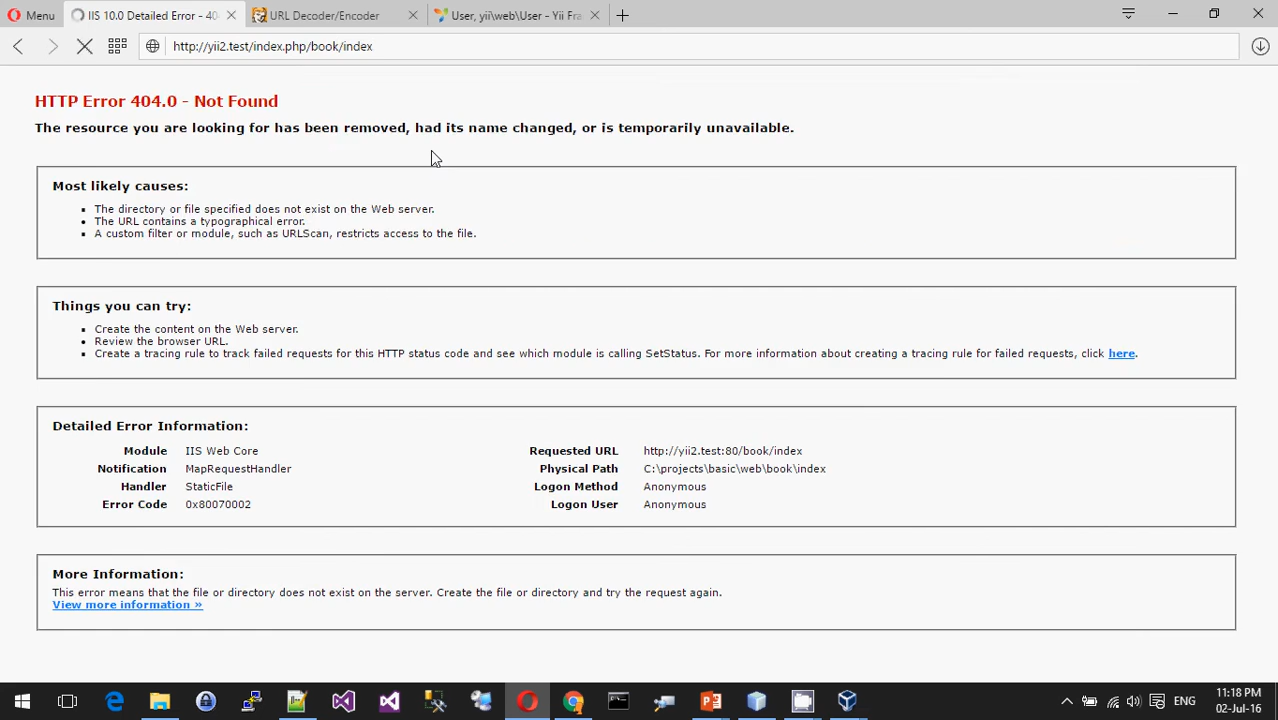 Menu
IIS 10.0 Detailed Error - 40
URL Decoder/Encoder
User, yii\web\User - Yii Fra
http://yii2.test/index.php/book/index
HTTP Error 404.0 - Not Found
The resource you are looking for has been removed, had its name changed, or is temporarily unavailable.
Most likely causes:
The directory or file specified does not exist on the Web server.
The URL contains a typographical error.
A custom filter or module, such as URLScan, restricts access to the file.
Things you can try:
Create the content on the Web server.
Review the browser URL.
Create a tracing rule to track failed requests for this HTTP status code and see which module is calling SetStatus. For more information about creating a tracing rule for failed requests, click here.
Detailed Error Information:
Module IIS Web Core Requested URL http://yii2.test:80/book/index
Notification MapRequestHandler Physical Path C:\projects\basic\web\book\index
Handler StaticFile Logon Method Anonymous
Error Code 0x80070002 Logon User Anonymous
More Information:
This error means that the file or directory does not exist on the server. Create the file or directory and try the request again.
View more information »
ENG
11:18 PM
02-Jul-16